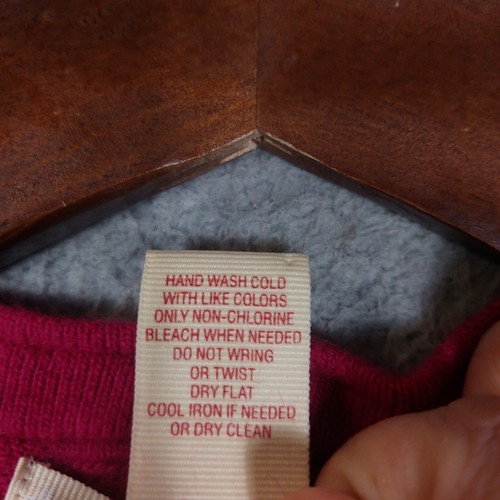 HAND WASH COLD
WITH LIKE COLORS
ONLY NON-CHLORINE
BLEACH WHEN NEEDED
DO NOT WRING
OR TWIST
DRY FLAT
COOL IRON IF NEEDED
OR DRY CLEAN